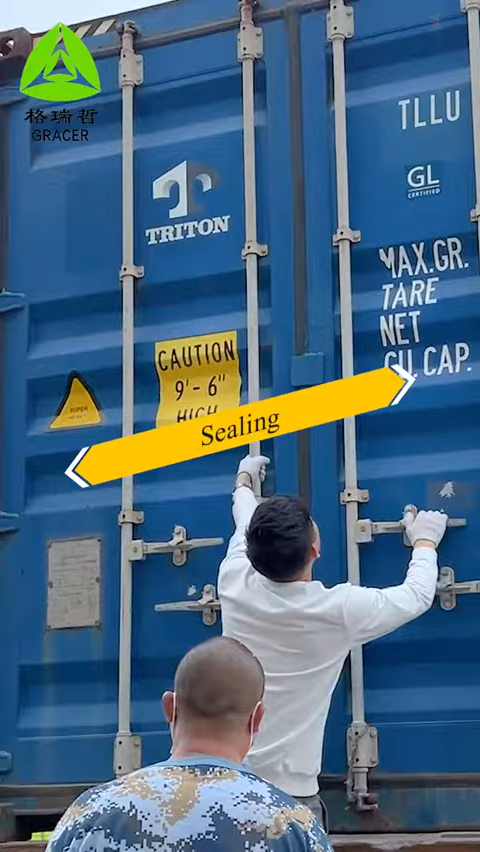 格瑞哲
GRACER
TLLU
GL
CERTIFIED
TRITON
MAX.GR.
TARE
NET
CU. CAP.
CAUTION
9'-6"
HIGH
SUPER
Sealing